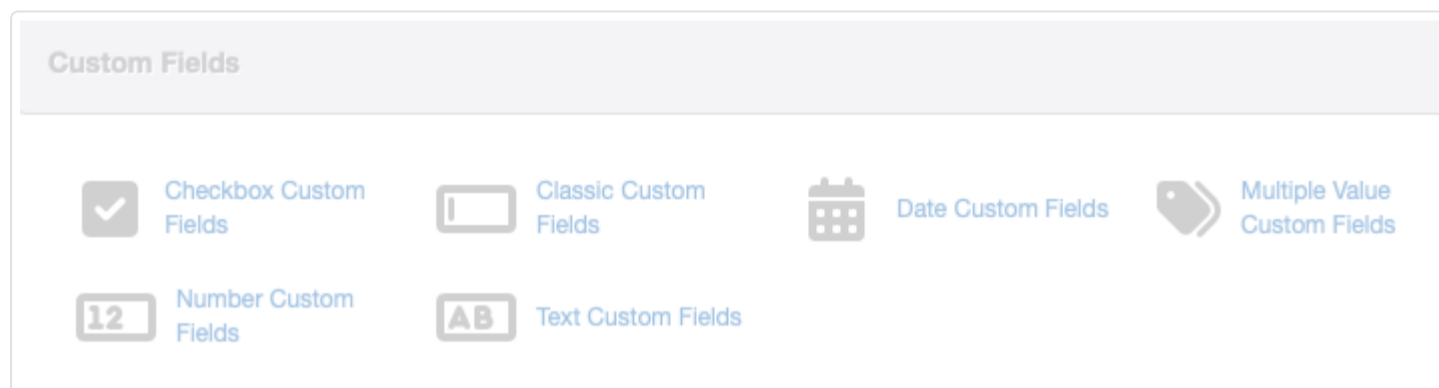 Custom Fields
Checkbox Custom
Fields
Classic Custom
Fields
Date Custom Fields
Multiple Value
Custom Fields
12
Number Custom
Fields
AB
Text Custom Fields